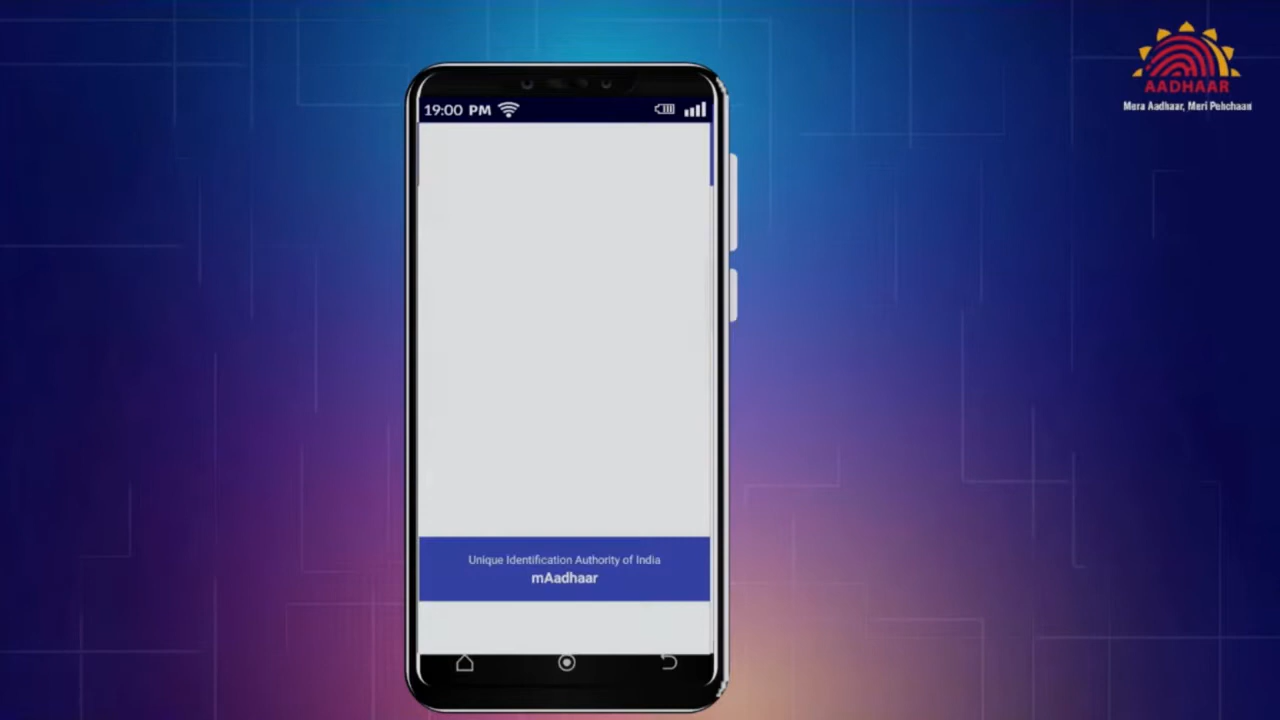 19:00 PM
AADHAAR
Mera Aadhaar, Meri Pehchaan
Unique Identification Authority of India
mAadhaar